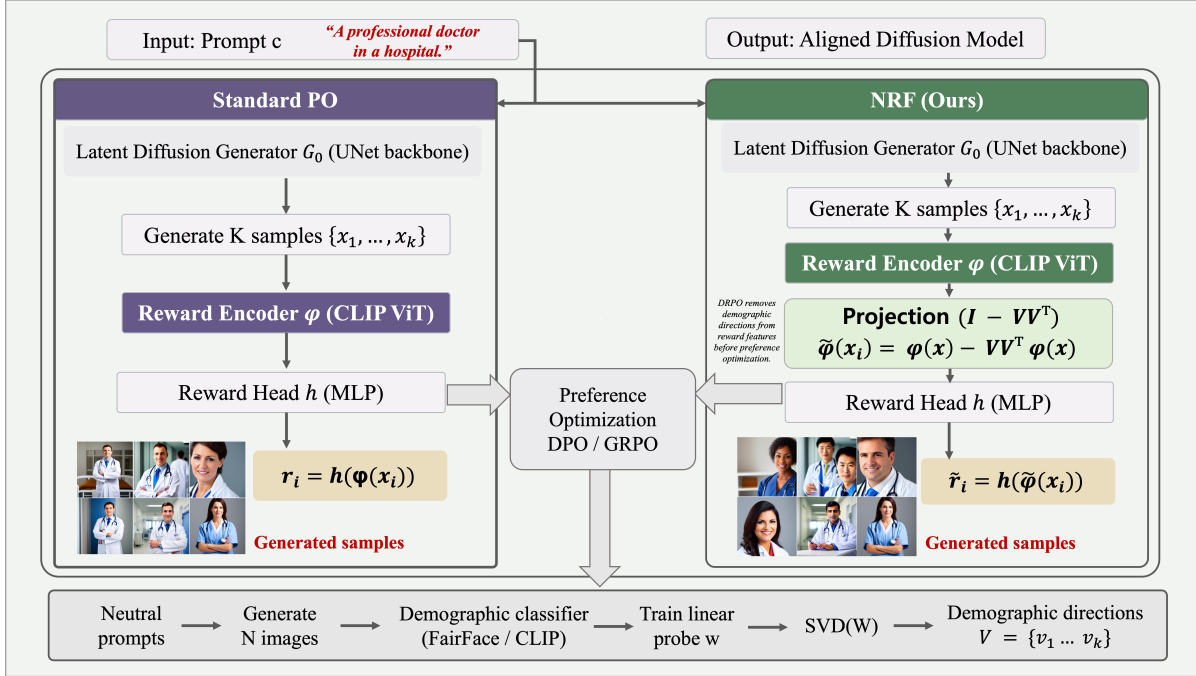 Input: Prompt c
“A professional doctor
in a hospital.”
Output: Aligned Diffusion Model
Standard PO
Latent Diffusion Generator G₀ (UNet backbone)
Generate K samples {x₁, … , xₖ}
Reward Encoder φ (CLIP ViT)
Reward Head h (MLP)
rᵢ = h(φ(xᵢ))
Generated samples
Preference
Optimization
DPO / GRPO
NRF (Ours)
Latent Diffusion Generator G₀ (UNet backbone)
Generate K samples {x₁, … , xₖ}
Reward Encoder φ (CLIP ViT)
DRPO removes
demographic
directions from
reward features
before preference
optimization.
Projection (I − VVᵀ)
φ̃(xᵢ) = φ(x) − VVᵀ φ(x)
Reward Head h (MLP)
r̃ᵢ = h(φ̃(xᵢ))
Generated samples
Neutral
prompts
Generate
N images
Demographic classifier
(FairFace / CLIP)
Train linear
probe w
SVD(W)
Demographic directions
V = {v₁ … vₖ}